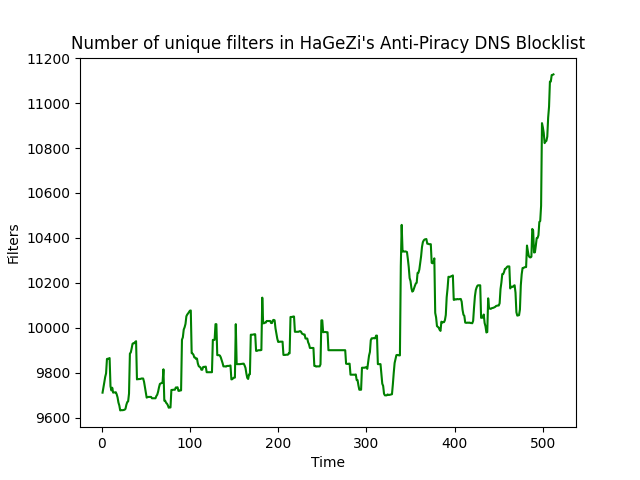 Number of unique filters in HaGeZi's Anti-Piracy DNS Blocklist
11200
11000
10800
10600
10400
10200
10000
9800
9600
Filters
0 100 200 300 400 500
Time